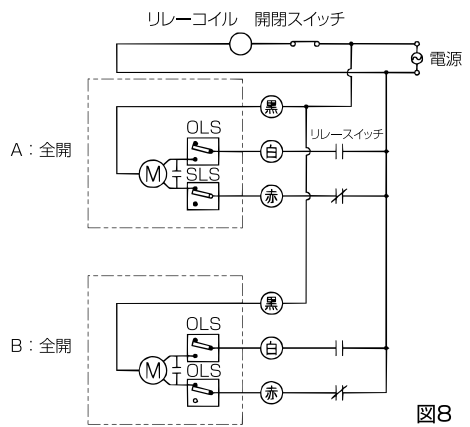 リレーコイル 開閉スイッチ
電源
黒
OLS
リレースイッチ
A：全開
白
M
SLS
赤
黒
OLS
B：全開
白
M
OLS
赤
図8